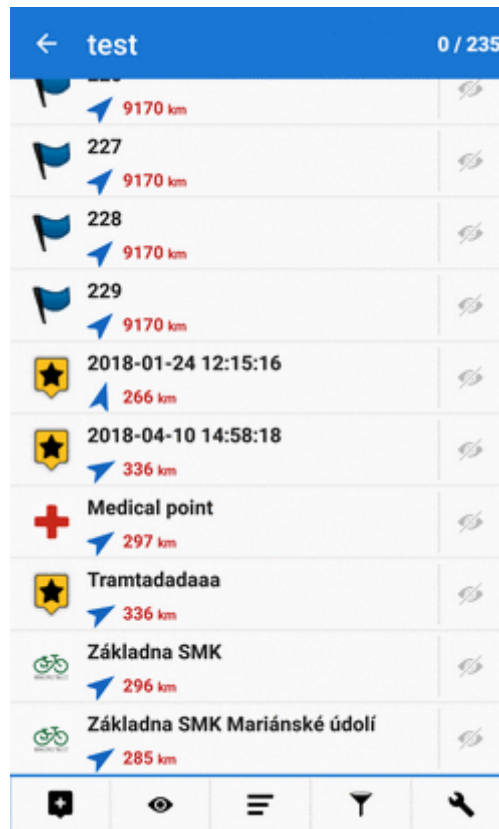 test
0 / 235
9170 km
227
9170 km
228
9170 km
229
9170 km
2018-01-24 12:15:16
266 km
2018-04-10 14:58:18
336 km
Medical point
297 km
Tramtadadaaa
336 km
Základna SMK
296 km
Základna SMK Mariánské údolí
285 km